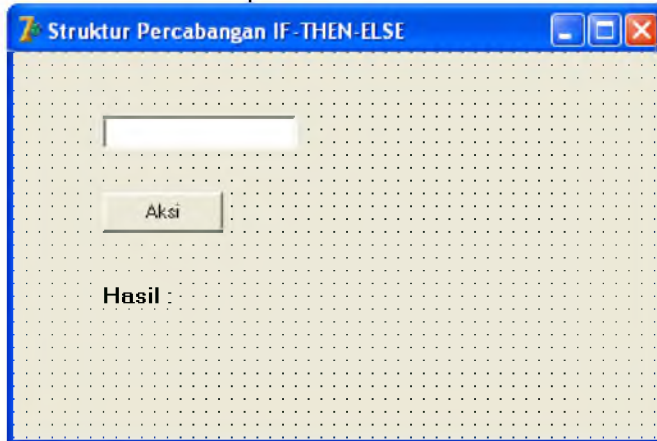 Struktur Percabangan IF-THEN-ELSE
Aksi
Hasil :